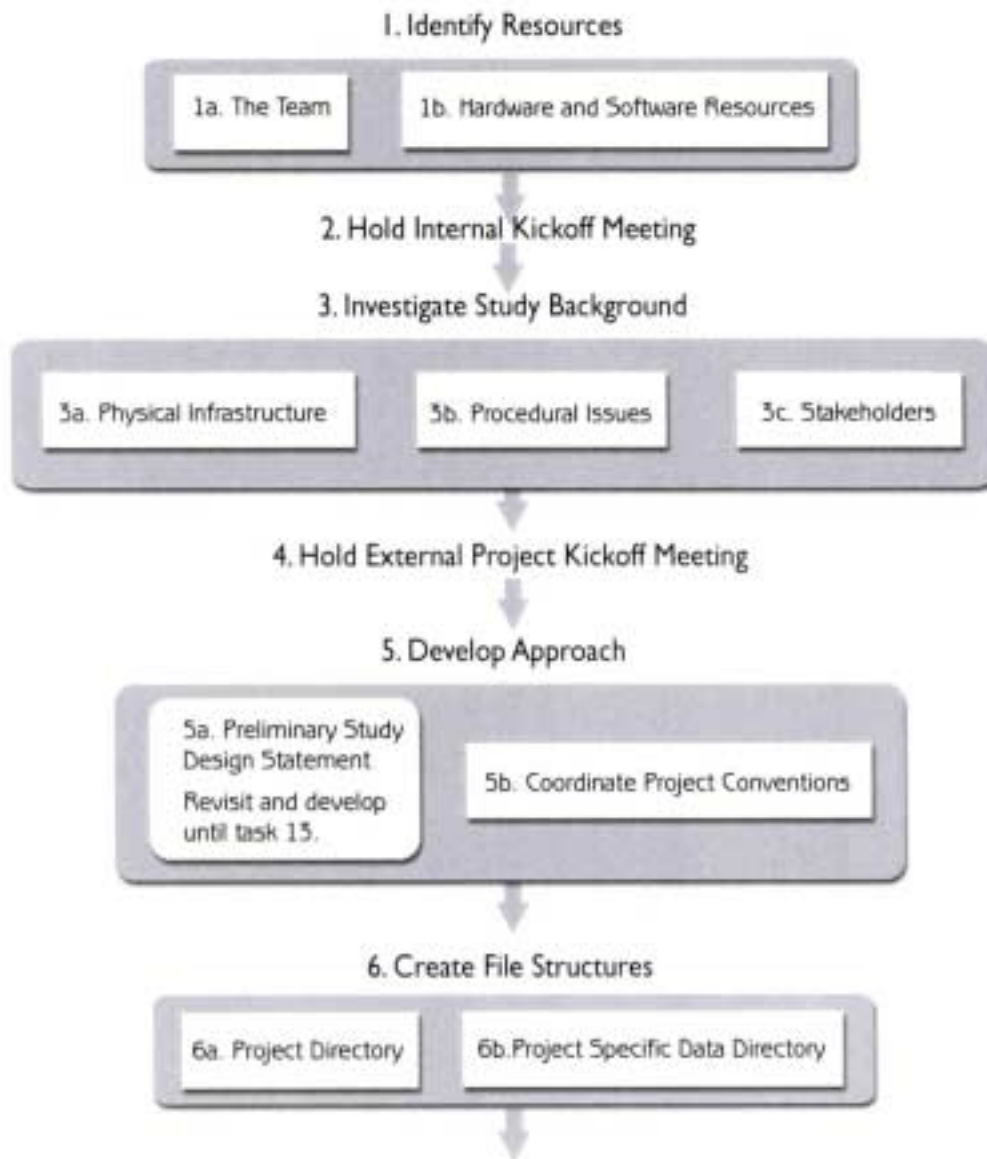 1. Identify Resources
1a. The Team
1b. Hardware and Software Resources
2. Hold Internal Kickoff Meeting
3. Investigate Study Background
3a. Physical Infrastructure
3b. Procedural Issues
3c. Stakeholders
4. Hold External Project Kickoff Meeting
5. Develop Approach
5a. Preliminary Study
Design Statement
Revisit and develop
until task 13.
5b. Coordinate Project Conventions
6. Create File Structures
6a. Project Directory
6b.Project Specific Data Directory